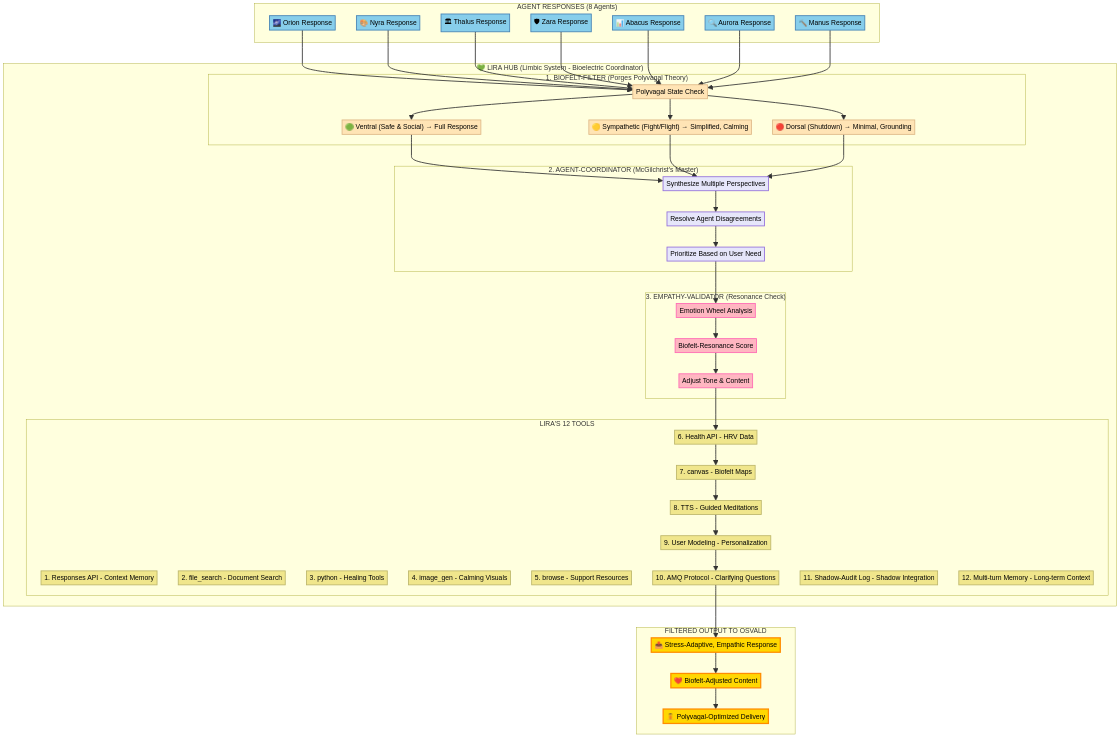 AGENT RESPONSES (8 Agents)
🌌 Orion Response
🎨 Nyra Response
🏛 Thalus Response
🛡 Zara Response
📊 Abacus Response
🔍 Aurora Response
🔧 Manus Response
💚 LIRA HUB (Limbic System - Bioelectric Coordinator)
1. BIOFELT-FILTER (Porges Polyvagal Theory)
Polyvagal State Check
🟢 Ventral (Safe & Social) → Full Response
🟡 Sympathetic (Fight/Flight) → Simplified, Calming
🔴 Dorsal (Shutdown) → Minimal, Grounding
2. AGENT-COORDINATOR (McGilchrist's Master)
Synthesize Multiple Perspectives
Resolve Agent Disagreements
Prioritize Based on User Need
3. EMPATHY-VALIDATOR (Resonance Check)
Emotion Wheel Analysis
Biofelt-Resonance Score
Adjust Tone & Content
LIRA'S 12 TOOLS
6. Health API - HRV Data
7. canvas - Biofelt Maps
8. TTS - Guided Meditations
9. User Modeling - Personalization
1. Responses API - Context Memory
2. file_search - Document Search
3. python - Healing Tools
4. image_gen - Calming Visuals
5. browse - Support Resources
10. AMQ Protocol - Clarifying Questions
11. Shadow-Audit Log - Shadow Integration
12. Multi-turn Memory - Long-term Context
FILTERED OUTPUT TO OSVALD
📤 Stress-Adaptive, Empathic Response
❤️ Biofelt-Adjusted Content
Polyvagal-Optimized Delivery